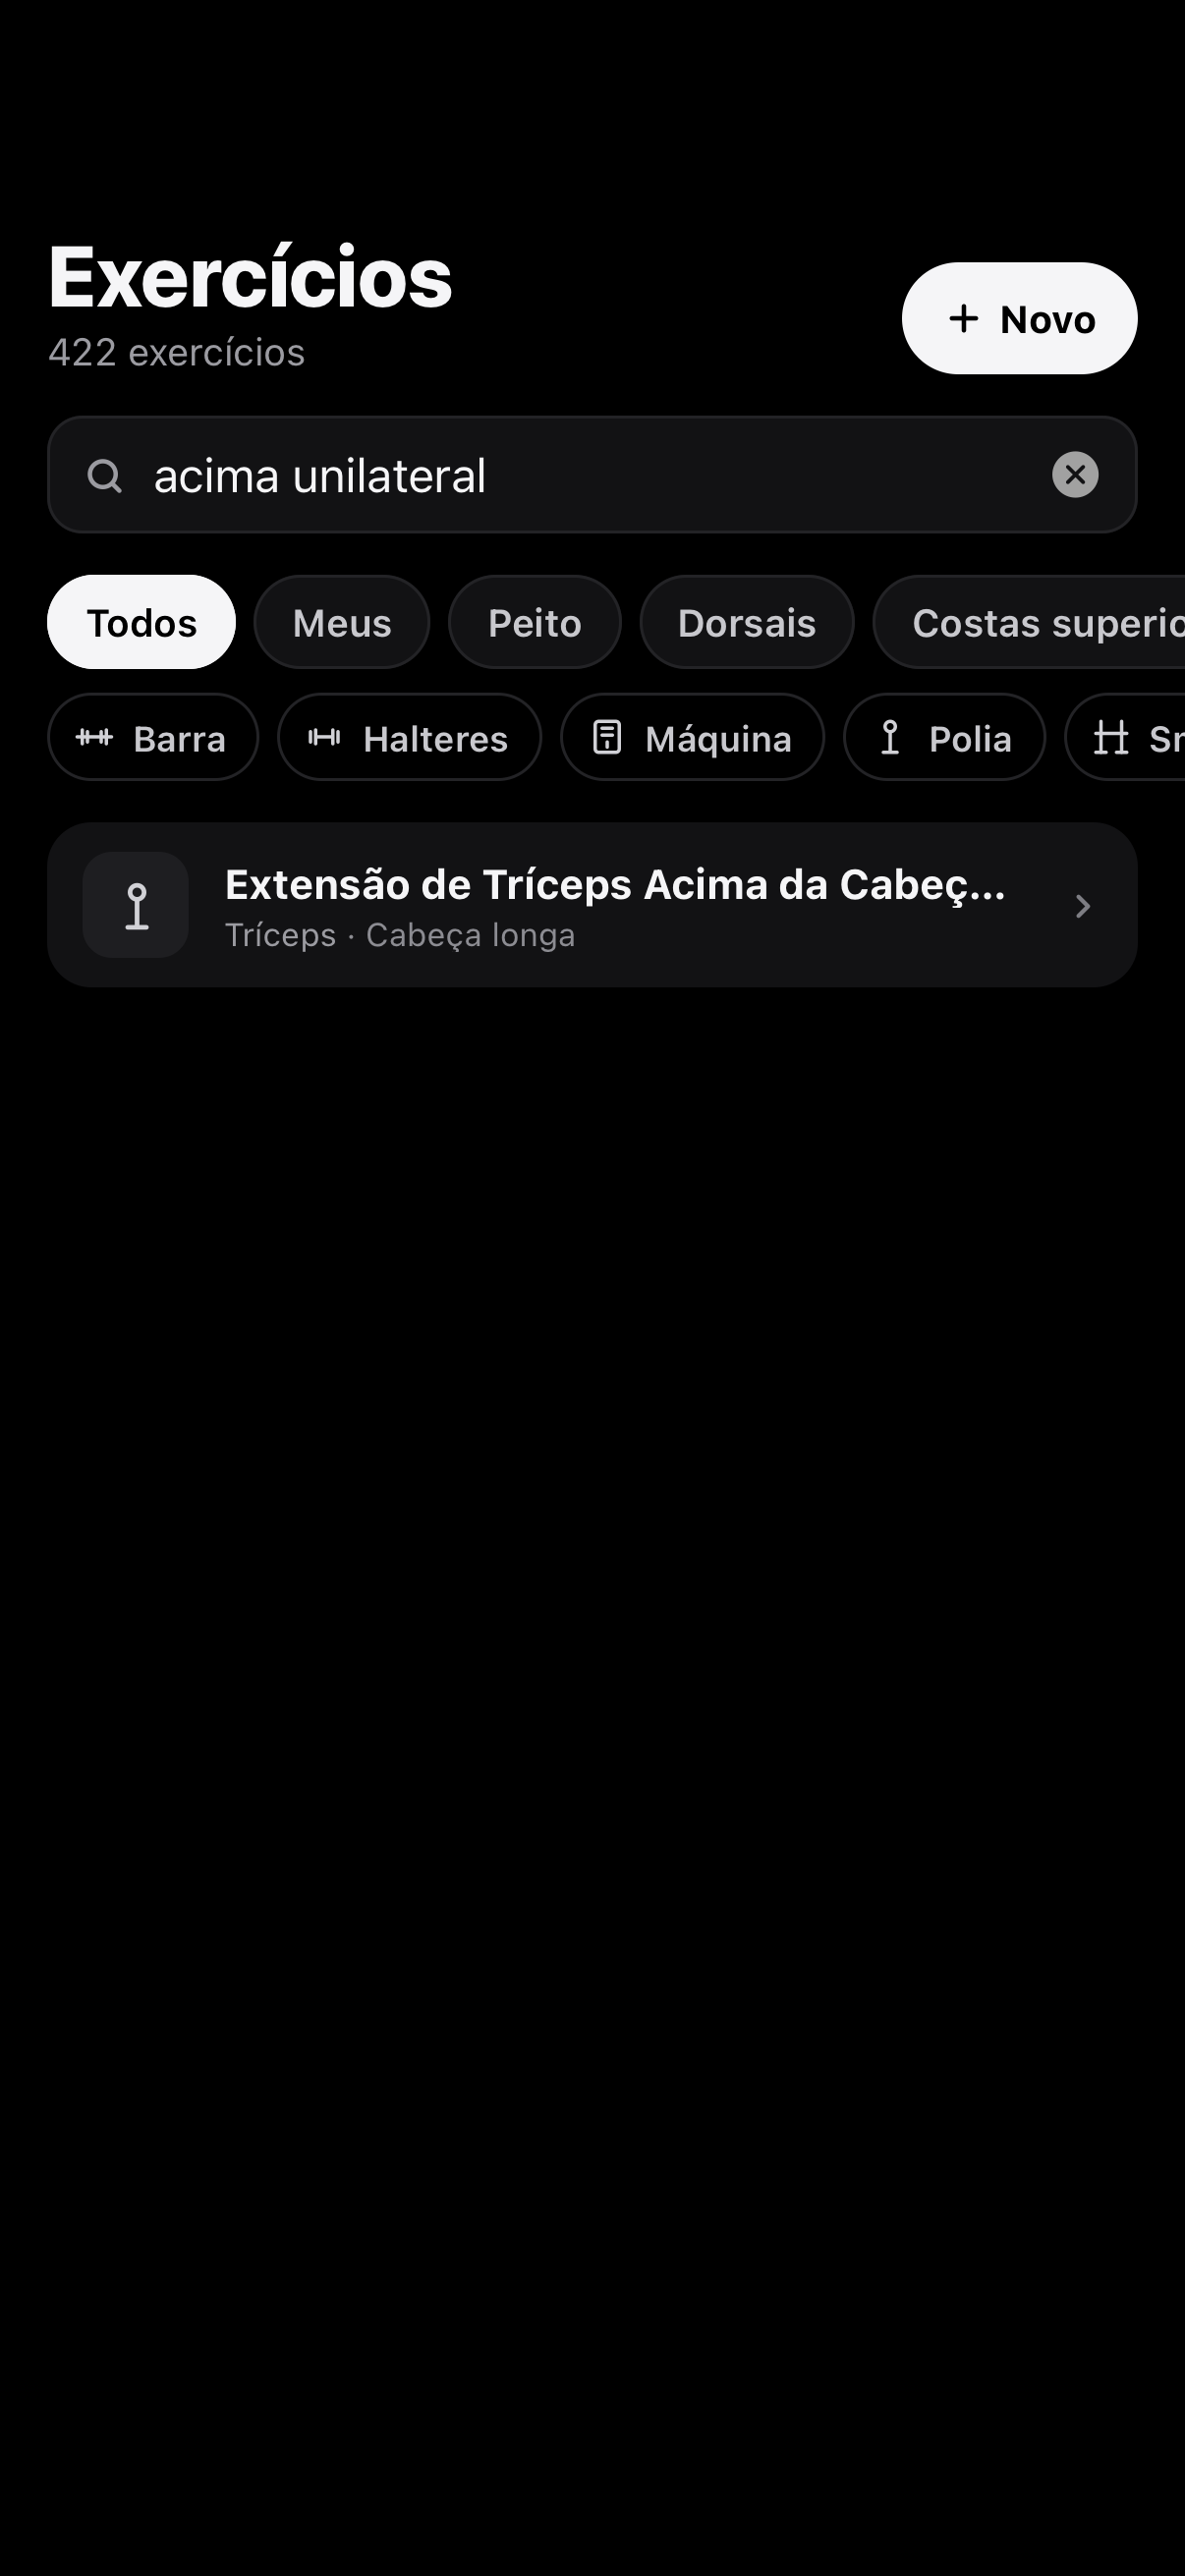 Exercícios
422 exercícios
Novo
acima unilateral
Todos Meus Peito Dorsais Costas superio
Barra Halteres Máquina Polia
Extensão de Tríceps Acima da Cabeç...
Tríceps · Cabeça longa